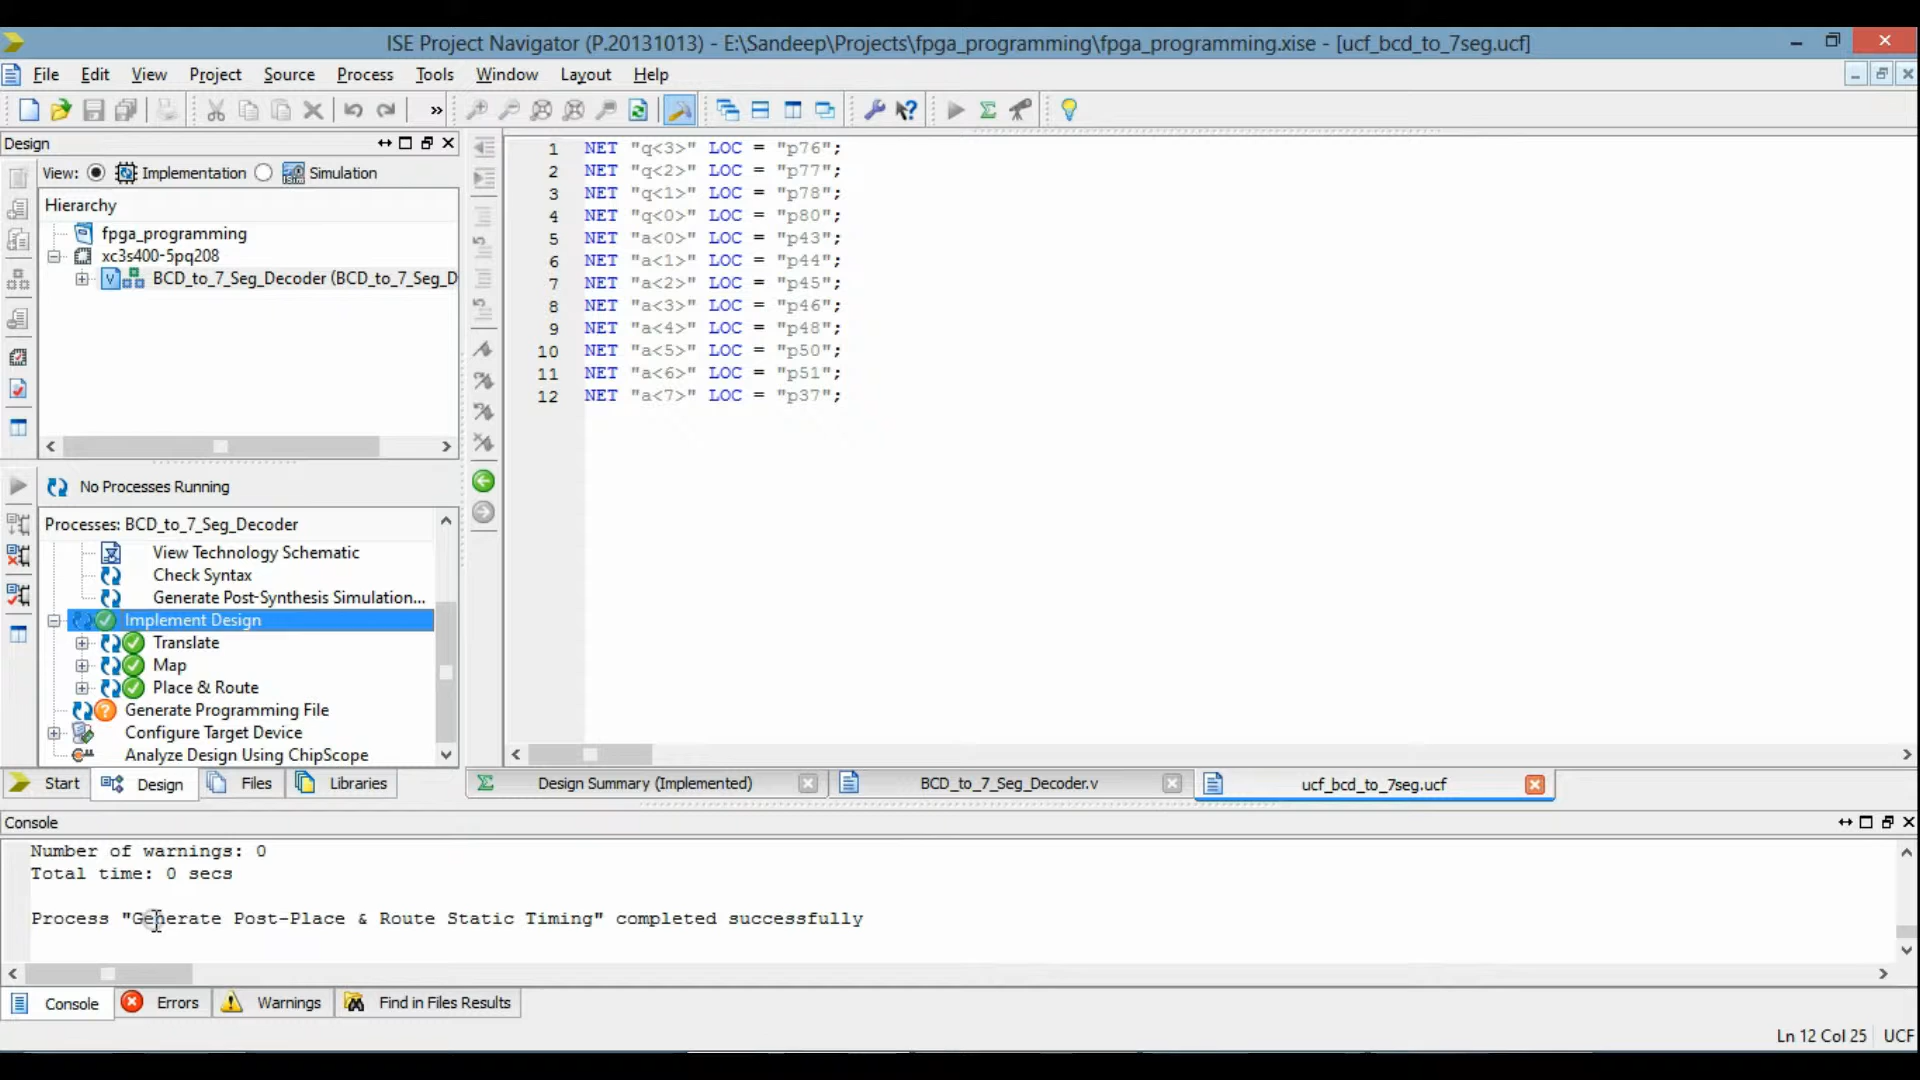 ISE Project Navigator (P.20131013) - E:\Sandeep\Projects\fpga_programming\fpga_programming.xise - [ucf_bcd_to_7seg.ucf]
File Edit View Project Source Process Tools Window Layout Help
»
Design
View: Implementation Simulation
Hierarchy
fpga_programming
xc3s400-5pq208
BCD_to_7_Seg_Decoder (BCD_to_7_Seg_D
No Processes Running
Processes: BCD_to_7_Seg_Decoder
View Technology Schematic
Check Syntax
Generate Post-Synthesis Simulation...
Implement Design
Translate
Map
Place & Route
Generate Programming File
Configure Target Device
Analyze Design Using ChipScope
Start Design Files Libraries
1 NET "q<3>" LOC = "p76";
2 NET "q<2>" LOC = "p77";
3 NET "q<1>" LOC = "p78";
4 NET "q<0>" LOC = "p80";
5 NET "a<0>" LOC = "p43";
6 NET "a<1>" LOC = "p44";
7 NET "a<2>" LOC = "p45";
8 NET "a<3>" LOC = "p46";
9 NET "a<4>" LOC = "p48";
10 NET "a<5>" LOC = "p50";
11 NET "a<6>" LOC = "p51";
12 NET "a<7>" LOC = "p37";
Design Summary (Implemented) BCD_to_7_Seg_Decoder.v ucf_bcd_to_7seg.ucf
Console
Number of warnings: 0
Total time: 0 secs
Process "Generate Post-Place & Route Static Timing" completed successfully
Console Errors Warnings Find in Files Results
Ln 12 Col 25 UCF